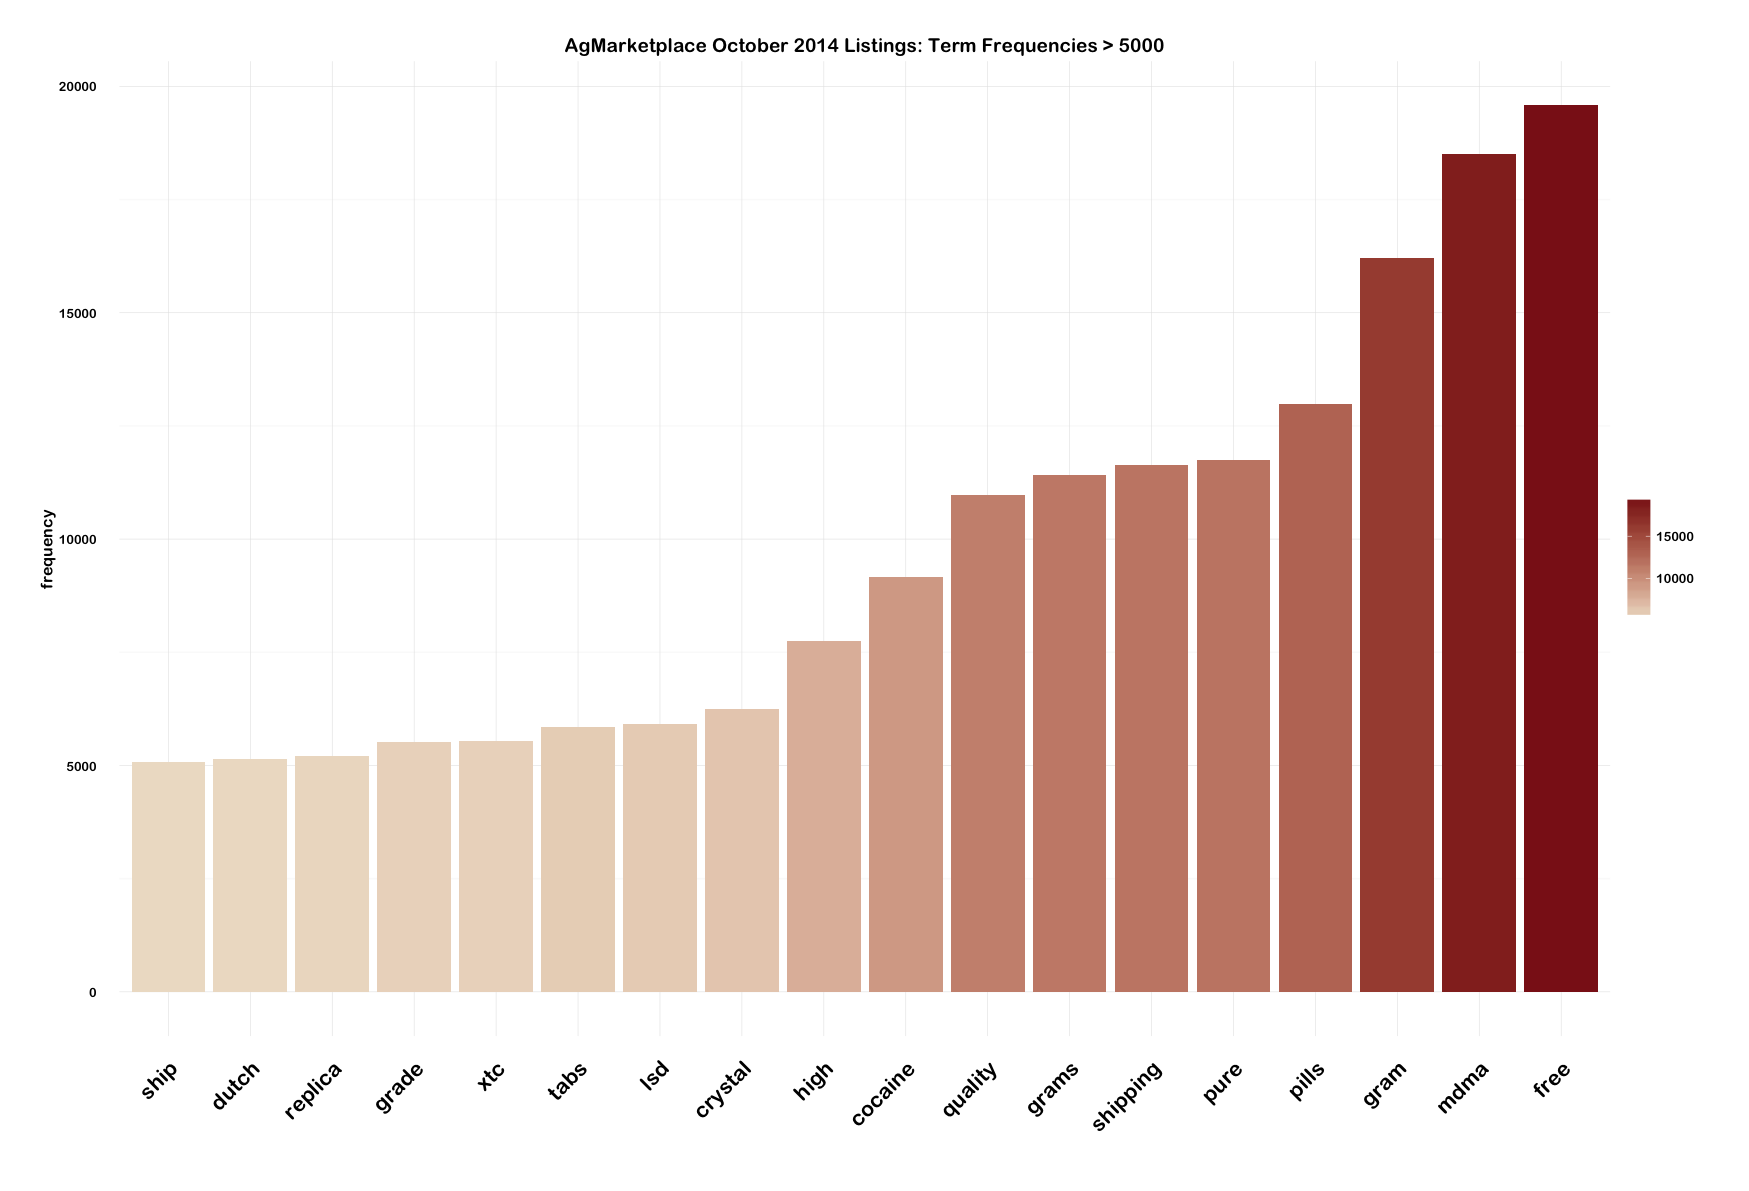 AgMarketplace October 2014 Listings: Term Frequencies > 5000
20000
15000
10000
5000
0
frequency
15000
10000
ship
dutch
replica
grade
xtc
tabs
lsd
crystal
high
cocaine
quality
grams
shipping
pure
pills
gram
mdma
free